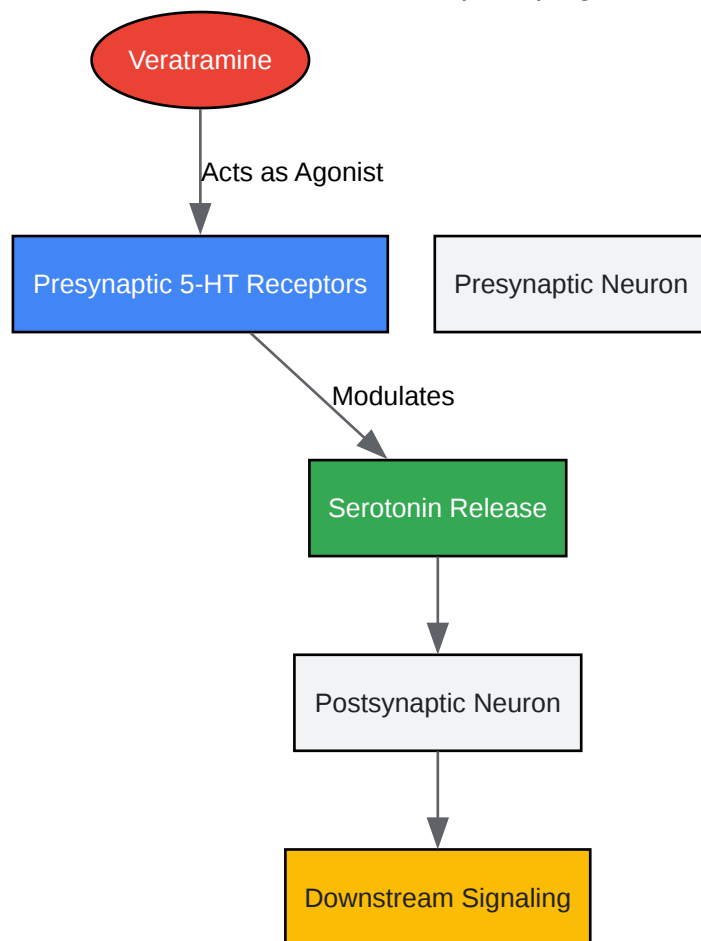 Veratramine
Acts as Agonist
Presynaptic 5-HT Receptors
Presynaptic Neuron
Modulates
Serotonin Release
Postsynaptic Neuron
Downstream Signaling